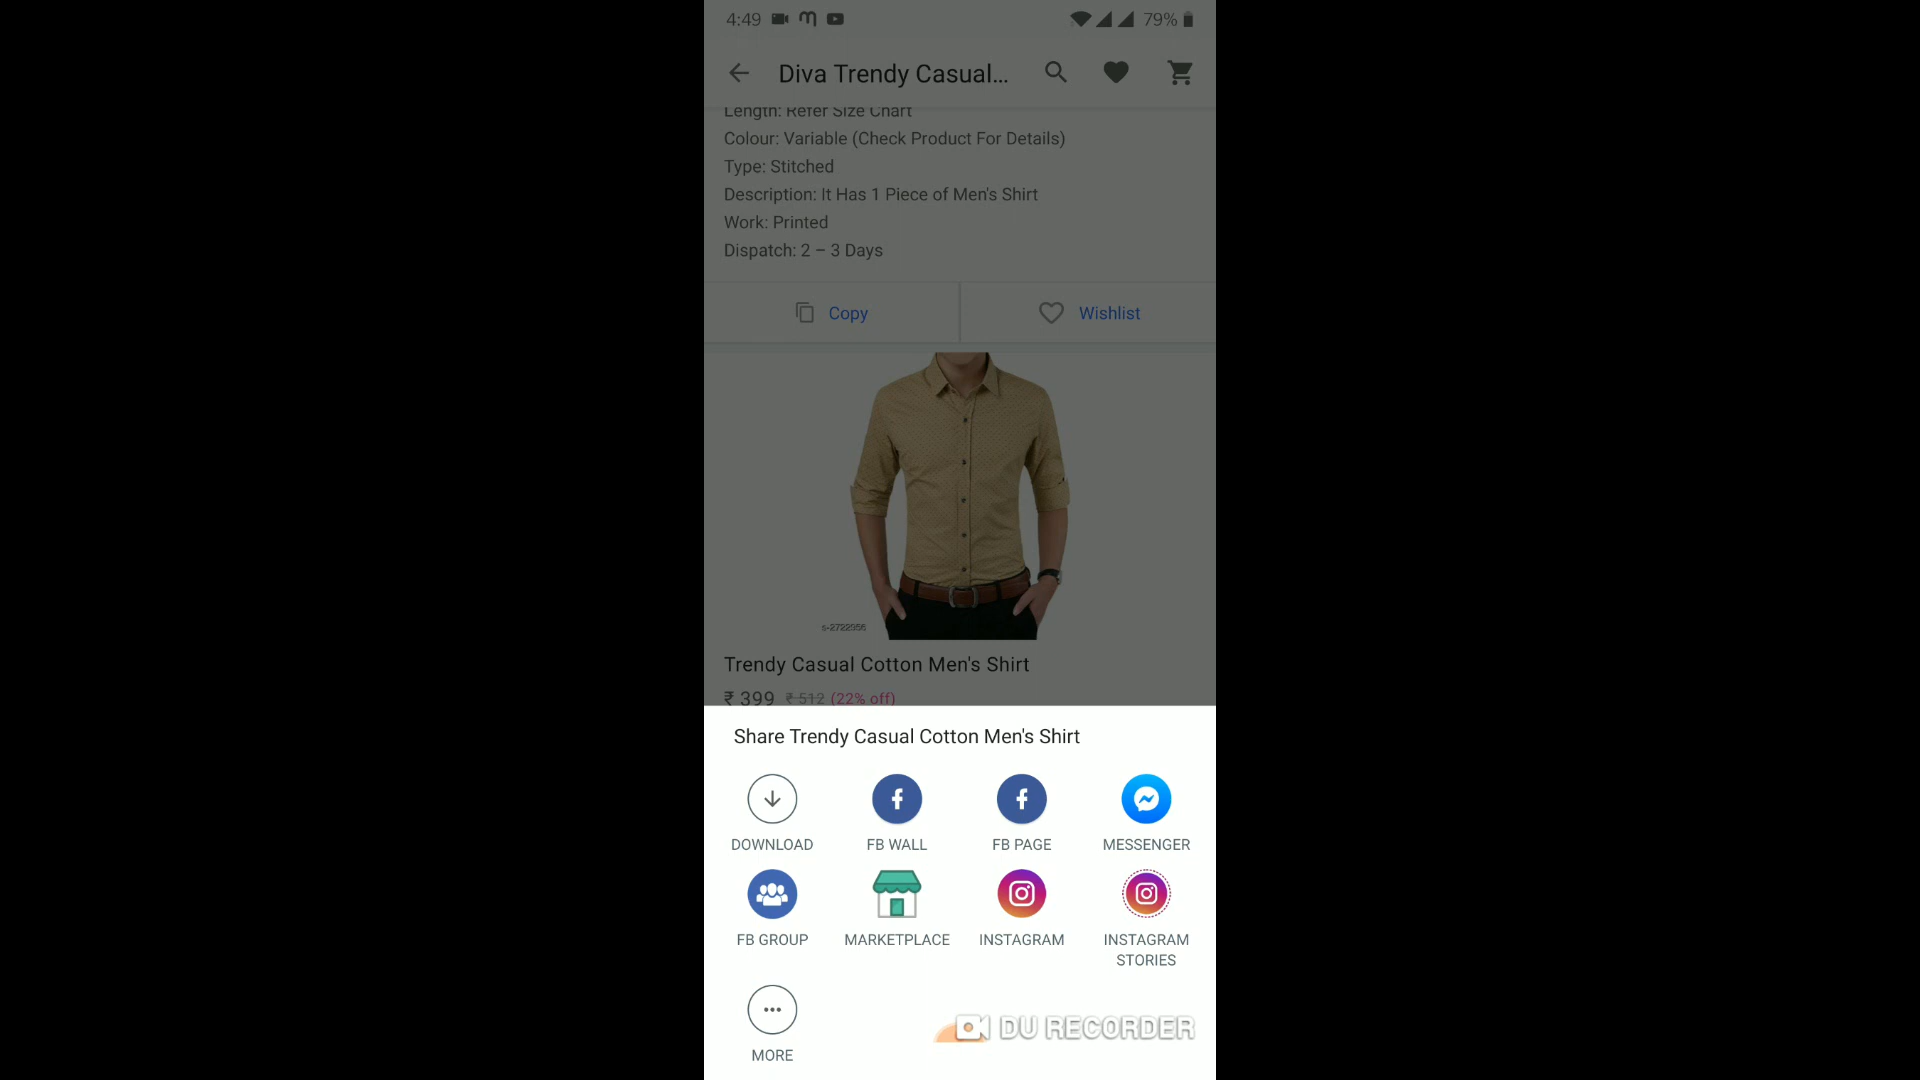 4:49 79%
Diva Trendy Casual...
Length: Refer Size Chart
Colour: Variable (Check Product For Details)
Type: Stitched
Description: It Has 1 Piece of Men's Shirt
Work: Printed
Dispatch: 2 – 3 Days
Copy Wishlist
s-2722956
Trendy Casual Cotton Men's Shirt
₹ 399 ₹ 512 (22% off)
Share Trendy Casual Cotton Men's Shirt
DOWNLOAD FB WALL FB PAGE MESSENGER
FB GROUP MARKETPLACE INSTAGRAM INSTAGRAM
STORIES
DU RECORDER
MORE